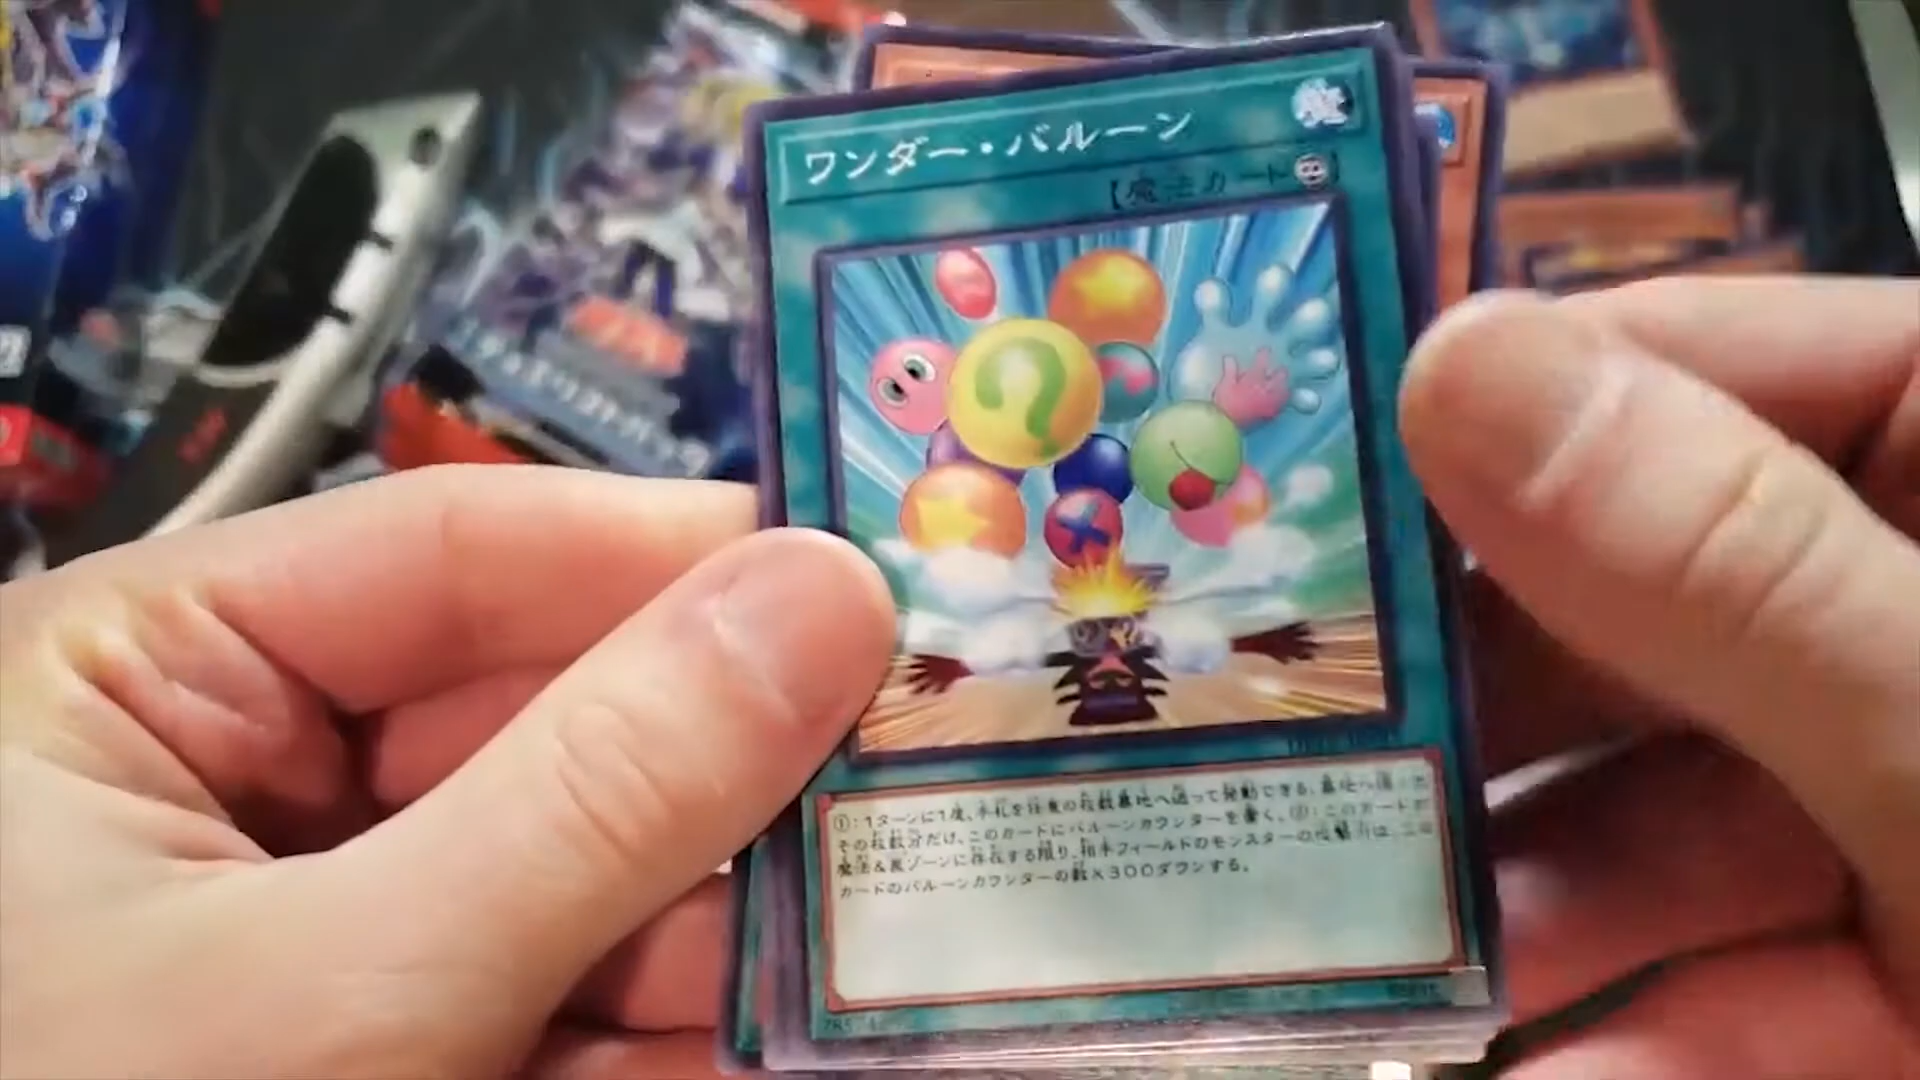 ワンダー・バルーン
【魔法カード
①:1ターンに1度、手札を任意の枚数墓地へ送って発動できる。墓地へ送った
その枚数分だけ、このカードにバルーンカウンターを置く。②:このカードが
魔法&罠ゾーンに存在する限り、相手フィールドのモンスターの攻撃力は、この
カードのバルーンカウンターの数×300ダウンする。